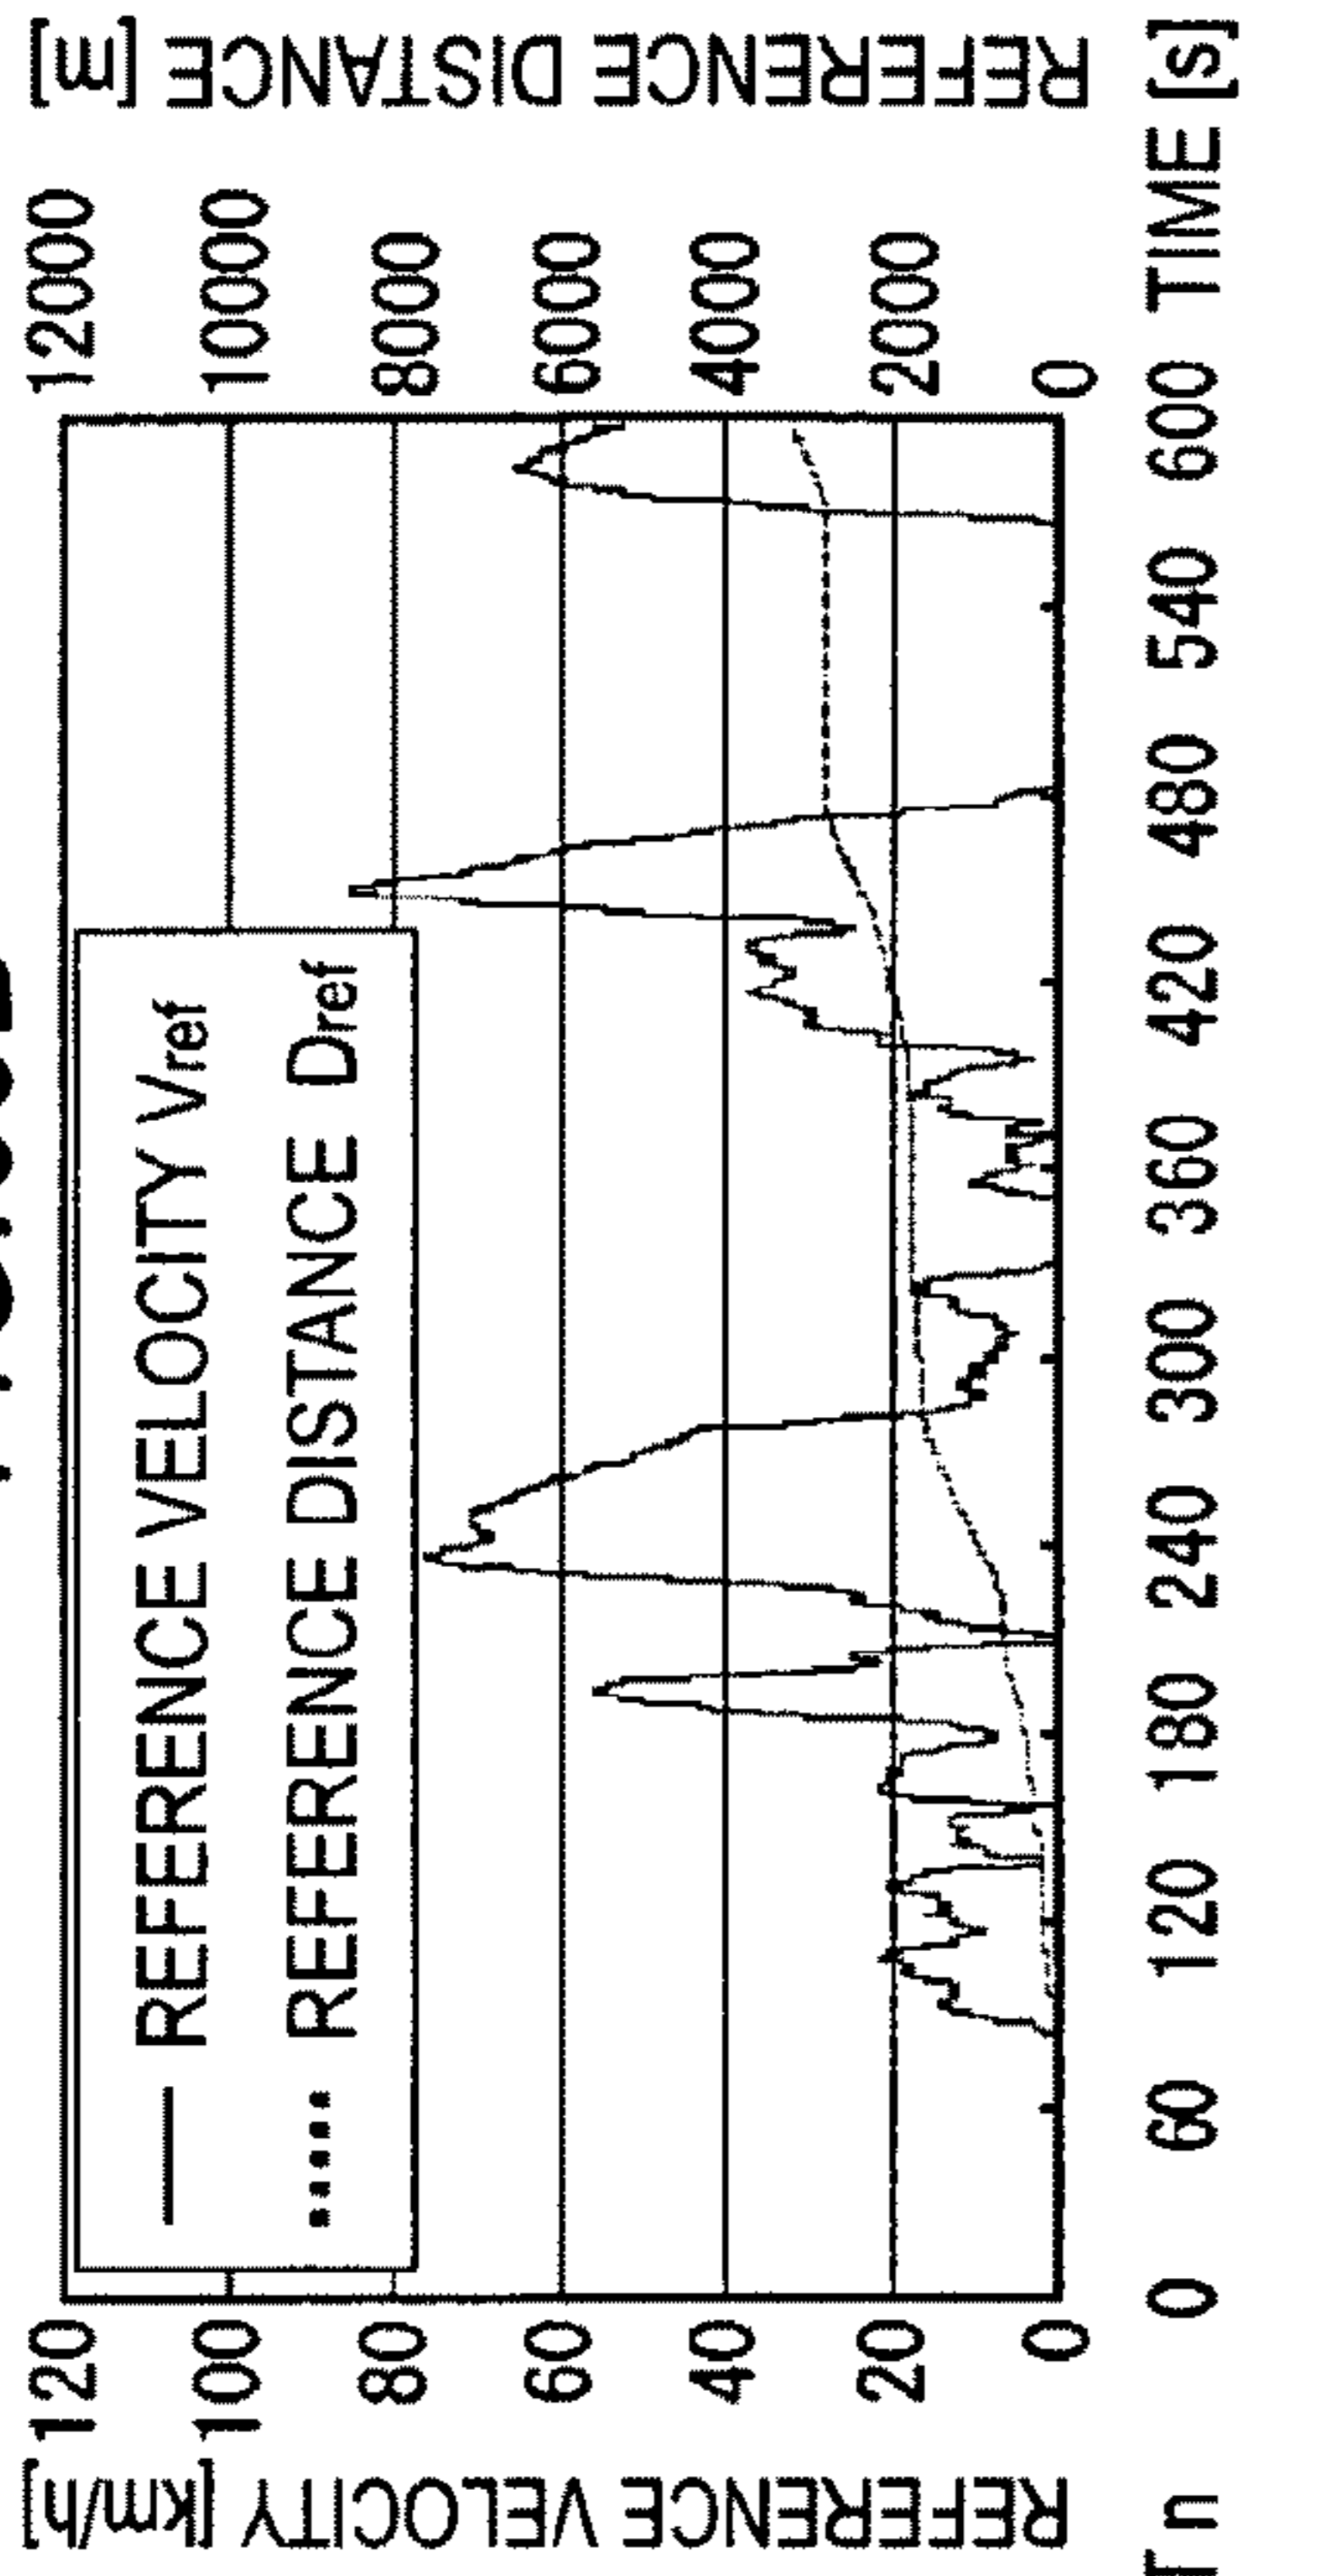 REFERENCE VELOCITY [km/h]
REFERENCE DISTANCE [m]
120
100
80
60
40
20
0
12000
10000
8000
6000
4000
2000
0
REFERENCE VELOCITY Vref
REFERENCE DISTANCE Dref
0 60 120 180 240 300 360 420 480 540 600 TIME [s]